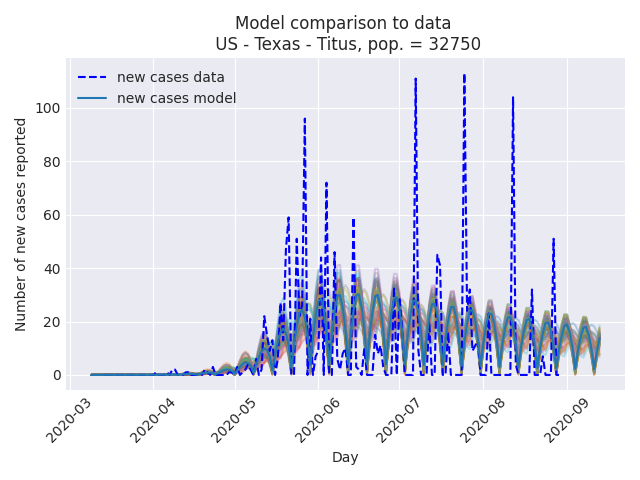 Model comparison to data
US - Texas - Titus, pop. = 32750
new cases data
new cases model
Number of new cases reported
100
80
60
40
20
0
2020-03
2020-04
2020-05
2020-06
2020-07
2020-08
2020-09
Day